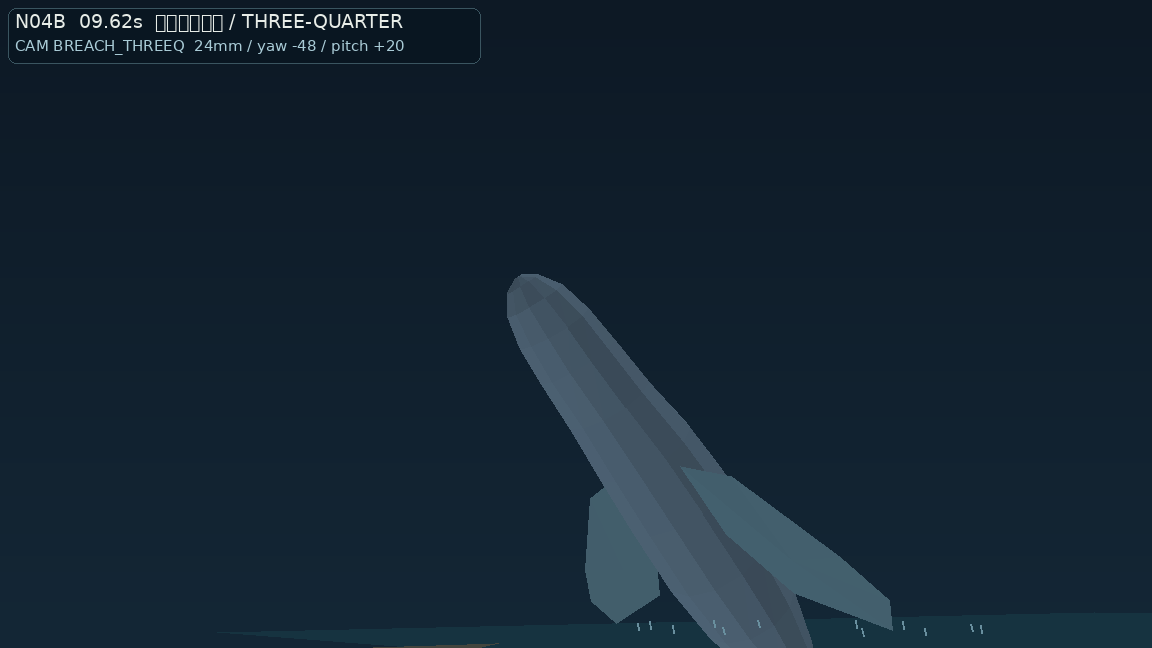 N04B 09.62s / THREE-QUARTER
CAM BREACH_THREEQ 24mm / yaw -48 / pitch +20